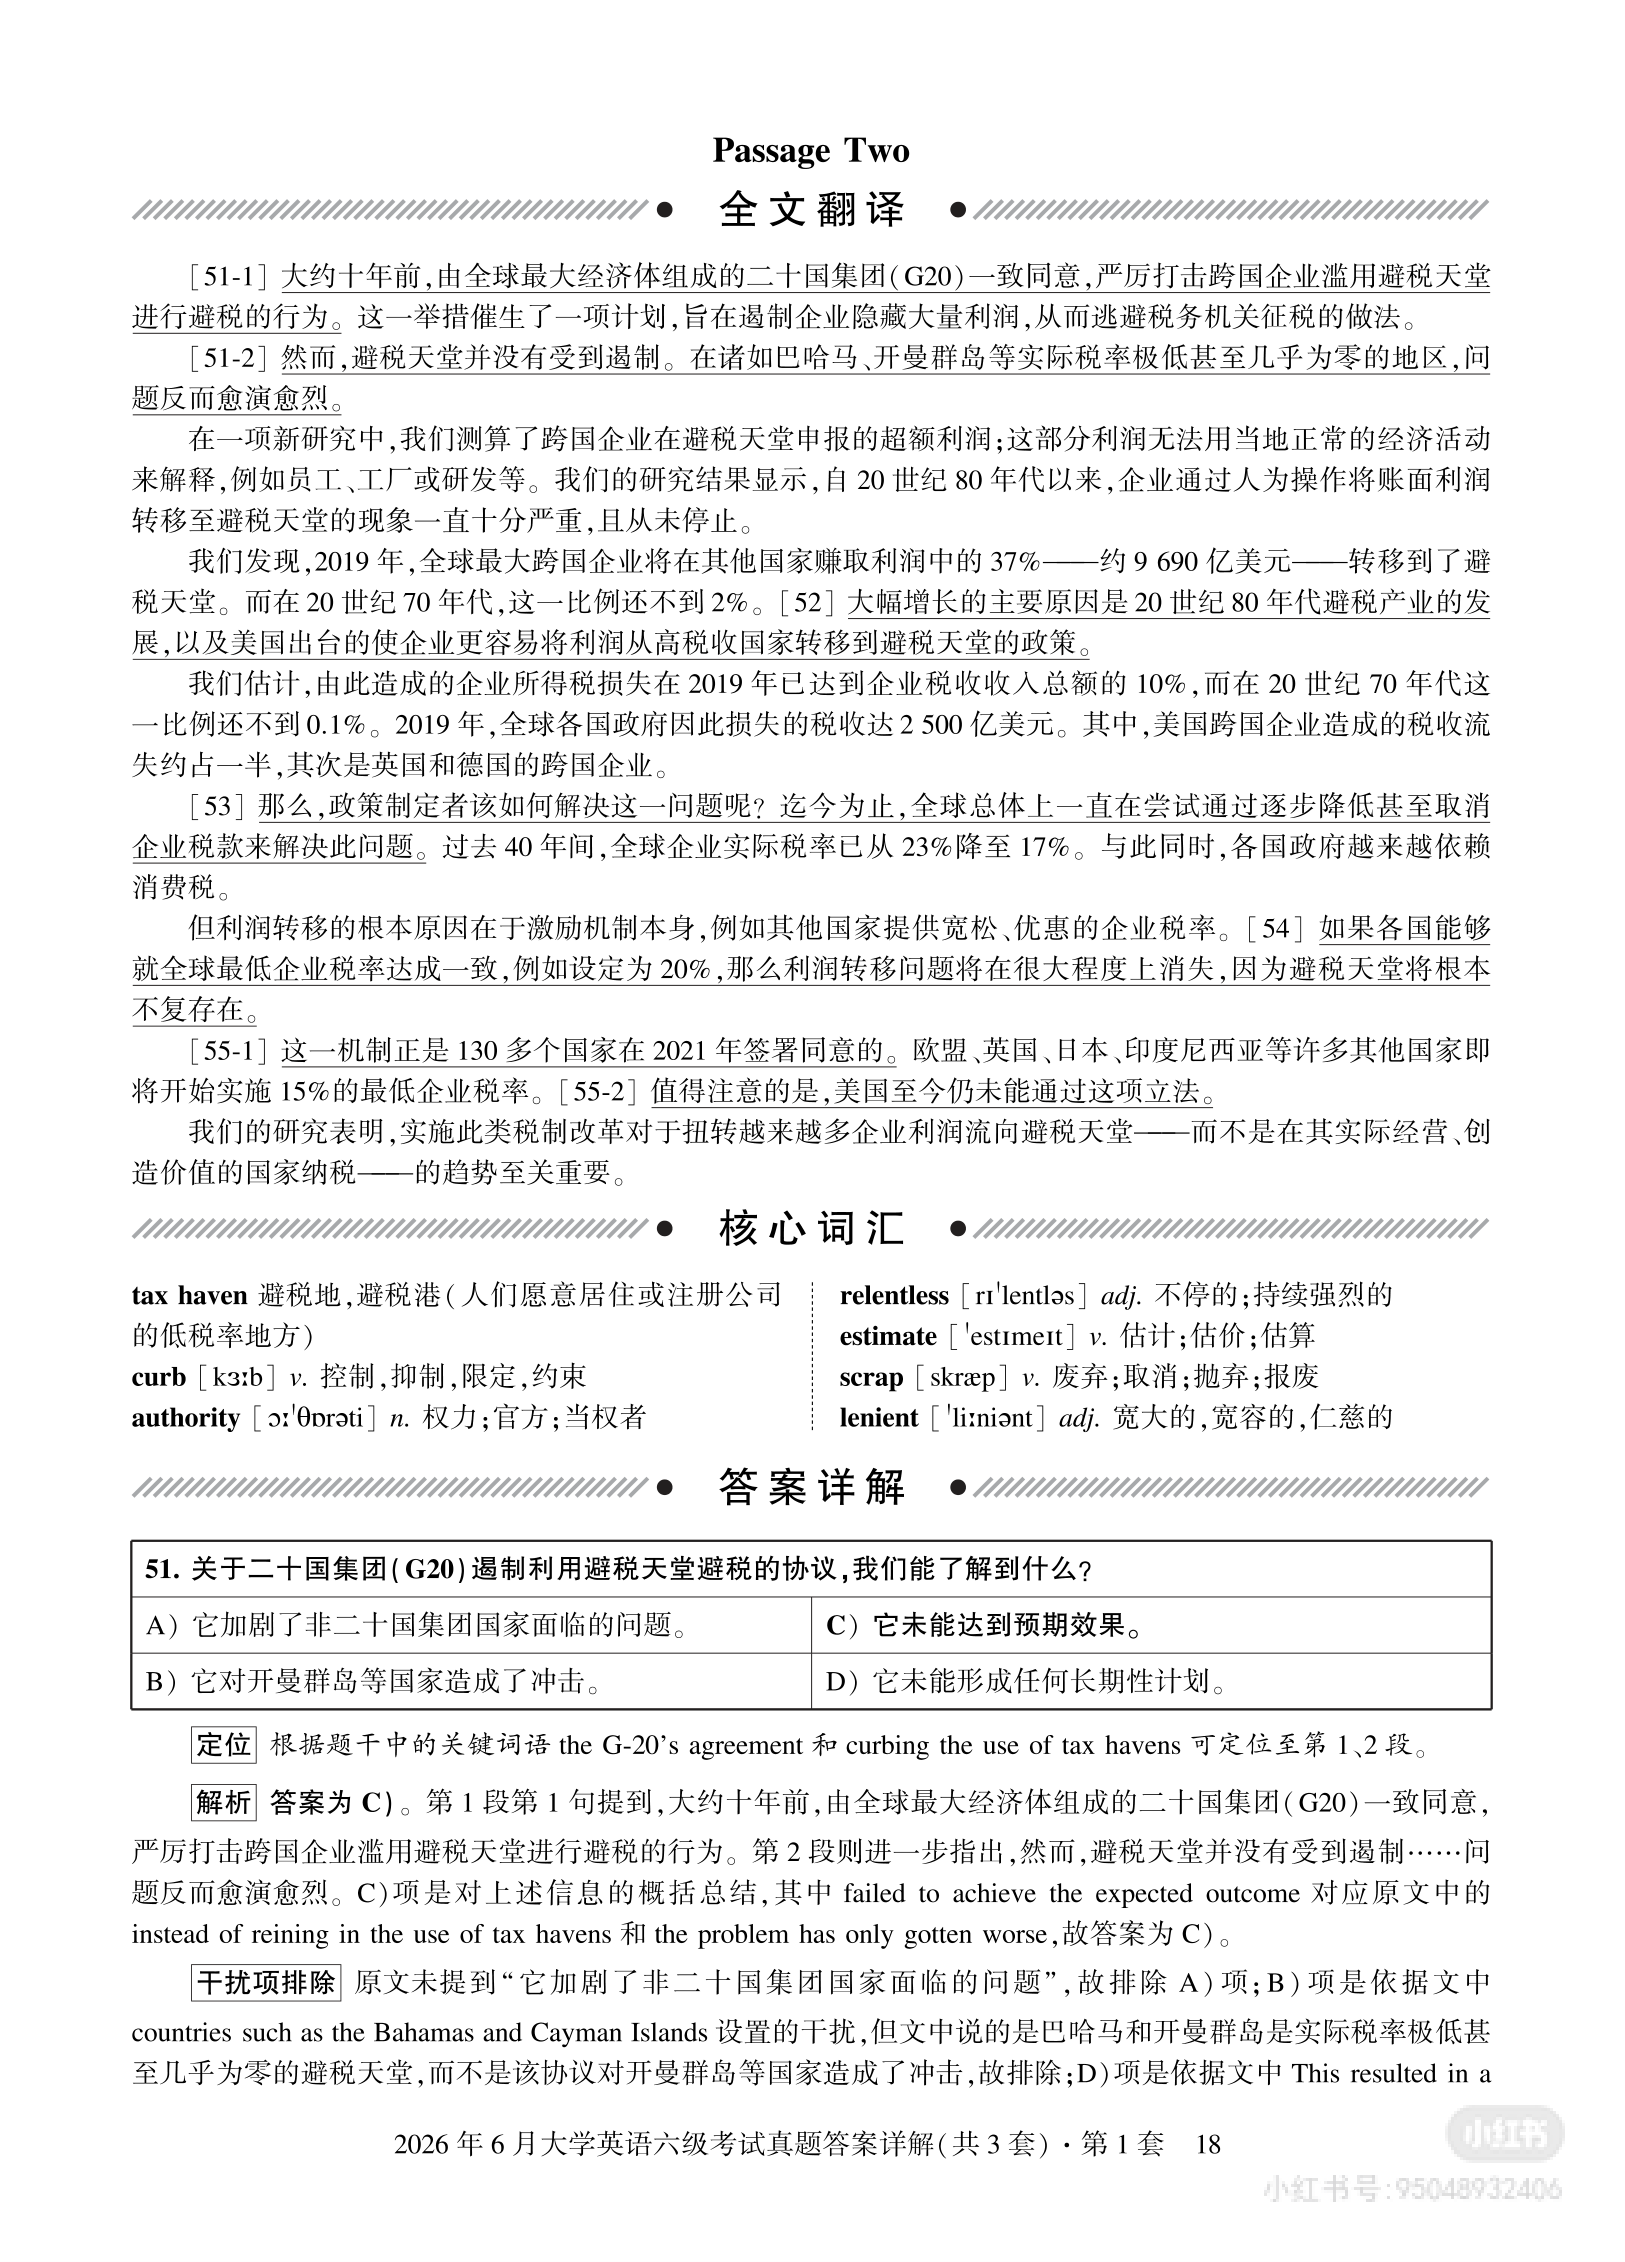 Passage Two
全文翻译
[51-1] 大约十年前,由全球最大经济体组成的二十国集团(G20)一致同意,严厉打击跨国企业滥用避税天堂
进行避税的行为。这一举措催生了一项计划,旨在遏制企业隐藏大量利润,从而逃避税务机关征税的做法。
[51-2] 然而,避税天堂并没有受到遏制。在诸如巴哈马、开曼群岛等实际税率极低甚至几乎为零的地区,问
题反而愈演愈烈。
在一项新研究中,我们测算了跨国企业在避税天堂申报的超额利润;这部分利润无法用当地正常的经济活动
来解释,例如员工、工厂或研发等。我们的研究结果显示,自 20 世纪 80 年代以来,企业通过人为操作将账面利润
转移至避税天堂的现象一直十分严重,且从未停止。
我们发现,2019 年,全球最大跨国企业将在其他国家赚取利润中的 37%——约 9 690 亿美元——转移到了避
税天堂。而在 20 世纪 70 年代,这一比例还不到 2%。[52] 大幅增长的主要原因是 20 世纪 80 年代避税产业的发
展,以及美国出台的使企业更容易将利润从高税收国家转移到避税天堂的政策。
我们估计,由此造成的企业所得税损失在 2019 年已达到企业税收收入总额的 10%,而在 20 世纪 70 年代这
一比例还不到 0.1%。2019 年,全球各国政府因此损失的税收达 2 500 亿美元。其中,美国跨国企业造成的税收流
失约占一半,其次是英国和德国的跨国企业。
[53] 那么,政策制定者该如何解决这一问题呢?迄今为止,全球总体上一直在尝试通过逐步降低甚至取消
企业税款来解决此问题。过去 40 年间,全球企业实际税率已从 23%降至 17%。与此同时,各国政府越来越依赖
消费税。
但利润转移的根本原因在于激励机制本身,例如其他国家提供宽松、优惠的企业税率。[54] 如果各国能够
就全球最低企业税率达成一致,例如设定为 20%,那么利润转移问题将在很大程度上消失,因为避税天堂将根本
不复存在。
[55-1] 这一机制正是 130 多个国家在 2021 年签署同意的。欧盟、英国、日本、印度尼西亚等许多其他国家即
将开始实施 15%的最低企业税率。[55-2] 值得注意的是,美国至今仍未能通过这项立法。
我们的研究表明,实施此类税制改革对于扭转越来越多企业利润流向避税天堂——而不是在其实际经营、创
造价值的国家纳税——的趋势至关重要。
核心词汇
tax haven 避税地,避税港(人们愿意居住或注册公司
的低税率地方)
curb [kɜːb] v. 控制,抑制,限定,约束
authority [ɔːˈθɒrəti] n. 权力;官方;当权者
relentless [rɪˈlentləs] adj. 不停的;持续强烈的
estimate [ˈestɪmeɪt] v. 估计;估价;估算
scrap [skræp] v. 废弃;取消;抛弃;报废
lenient [ˈliːniənt] adj. 宽大的,宽容的,仁慈的
答案详解
51. 关于二十国集团(G20)遏制利用避税天堂避税的协议,我们能了解到什么?
A) 它加剧了非二十国集团国家面临的问题。
C) 它未能达到预期效果。
B) 它对开曼群岛等国家造成了冲击。
D) 它未能形成任何长期性计划。
定位 根据题干中的关键词语 the G-20's agreement 和 curbing the use of tax havens 可定位至第 1、2 段。
解析 答案为 C)。第 1 段第 1 句提到,大约十年前,由全球最大经济体组成的二十国集团(G20)一致同意,
严厉打击跨国企业滥用避税天堂进行避税的行为。第 2 段则进一步指出,然而,避税天堂并没有受到遏制……问
题反而愈演愈烈。C)项是对上述信息的概括总结,其中 failed to achieve the expected outcome 对应原文中的
instead of reining in the use of tax havens 和 the problem has only gotten worse,故答案为 C)。
干扰项排除 原文未提到“它加剧了非二十国集团国家面临的问题”,故排除 A)项;B)项是依据文中
countries such as the Bahamas and Cayman Islands 设置的干扰,但文中说的是巴哈马和开曼群岛是实际税率极低甚
至几乎为零的避税天堂,而不是该协议对开曼群岛等国家造成了冲击,故排除;D)项是依据文中 This resulted in a
2026 年 6 月大学英语六级考试真题答案详解(共 3 套)·第 1 套 18
小红书
小红书号:95048932406